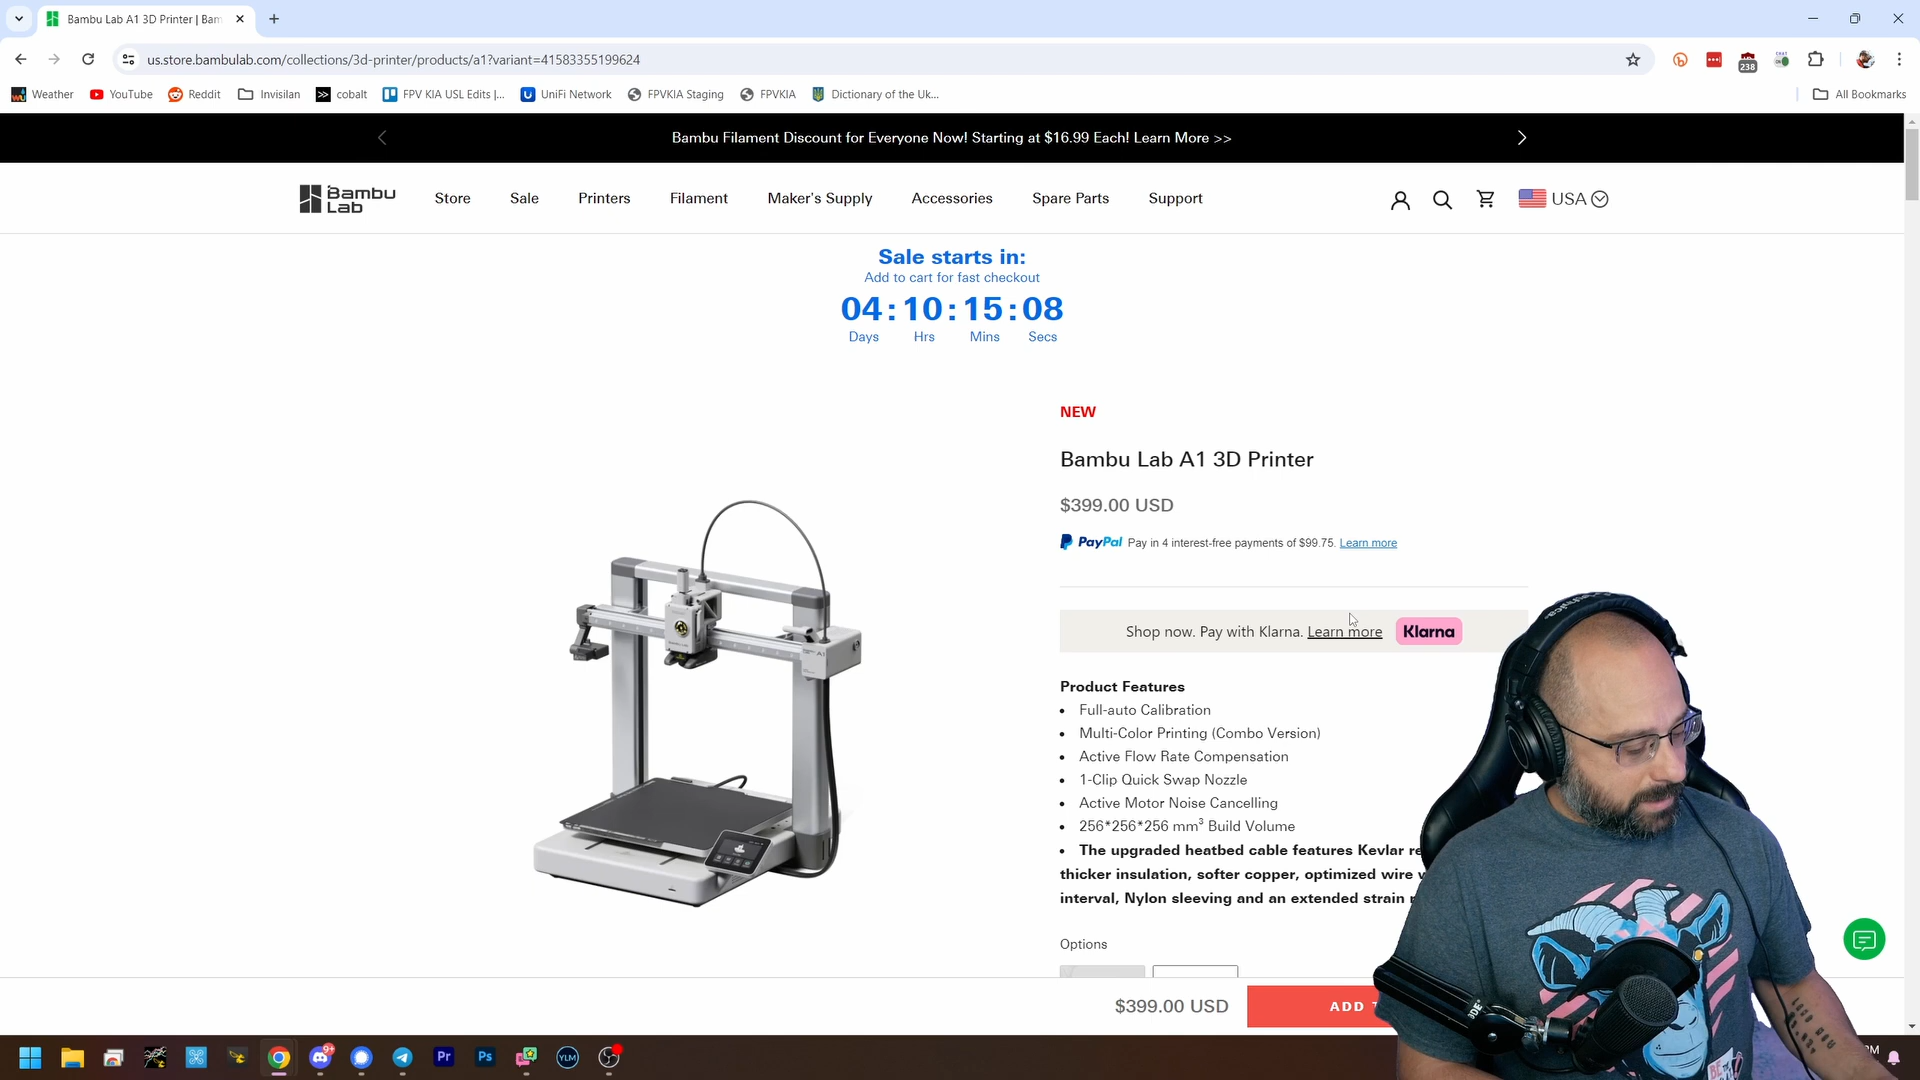 Bambu Lab A1 3D Printer | Bam
us.store.bambulab.com/collections/3d-printer/products/a1?variant=41583355199624
238
Weather
YouTube
Reddit
Invisilan
cobalt
FPV KIA USL Edits |...
UniFi Network
FPVKIA Staging
FPVKIA
Dictionary of the Uk...
All Bookmarks
Bambu Filament Discount for Everyone Now! Starting at $16.99 Each! Learn More >>
Bambu Lab
Store
Sale
Printers
Filament
Maker's Supply
Accessories
Spare Parts
Support
USA
Sale starts in:
Add to cart for fast checkout
04 : 10 : 15 : 08
Days Hrs Mins Secs
NEW
Bambu Lab A1 3D Printer
$399.00 USD
PayPal Pay in 4 interest-free payments of $99.75. Learn more
Shop now. Pay with Klarna. Learn more Klarna
Product Features
• Full-auto Calibration
• Multi-Color Printing (Combo Version)
• Active Flow Rate Compensation
• 1-Clip Quick Swap Nozzle
• Active Motor Noise Cancelling
• 256*256*256 mm³ Build Volume
• The upgraded heatbed cable features Kevlar
thicker insulation, softer copper, optimized wire
interval, Nylon sleeving and an extended strain
Options
$399.00 USD
ADD
9+
Pr
Ps
YLM